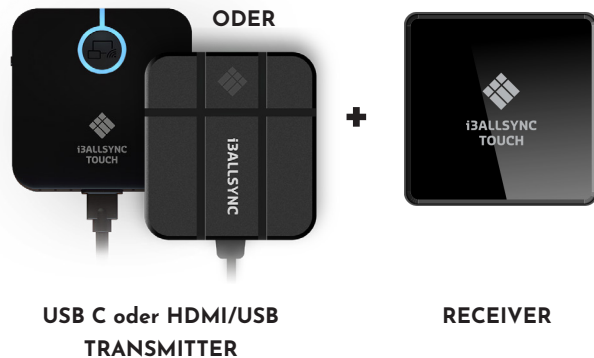 ODER
i3ALLSYNC
TOUCH
i3ALLSYNC
+
i3ALLSYNC
TOUCH
USB C oder HDMI/USB
TRANSMITTER
RECEIVER